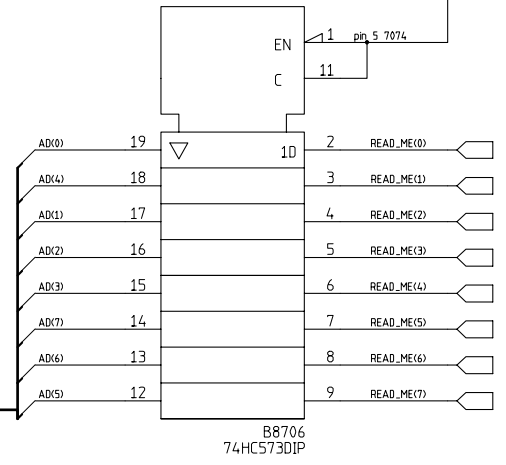 EN 1 pin 5 7074
C 11
AD(0) 19 1D 2 READ_ME(0)
AD(4) 18 3 READ_ME(1)
AD(1) 17 4 READ_ME(2)
AD(2) 16 5 READ_ME(3)
AD(3) 15 6 READ_ME(4)
AD(7) 14 7 READ_ME(5)
AD(6) 13 8 READ_ME(6)
AD(5) 12 9 READ_ME(7)
B8706
74HC573DIP